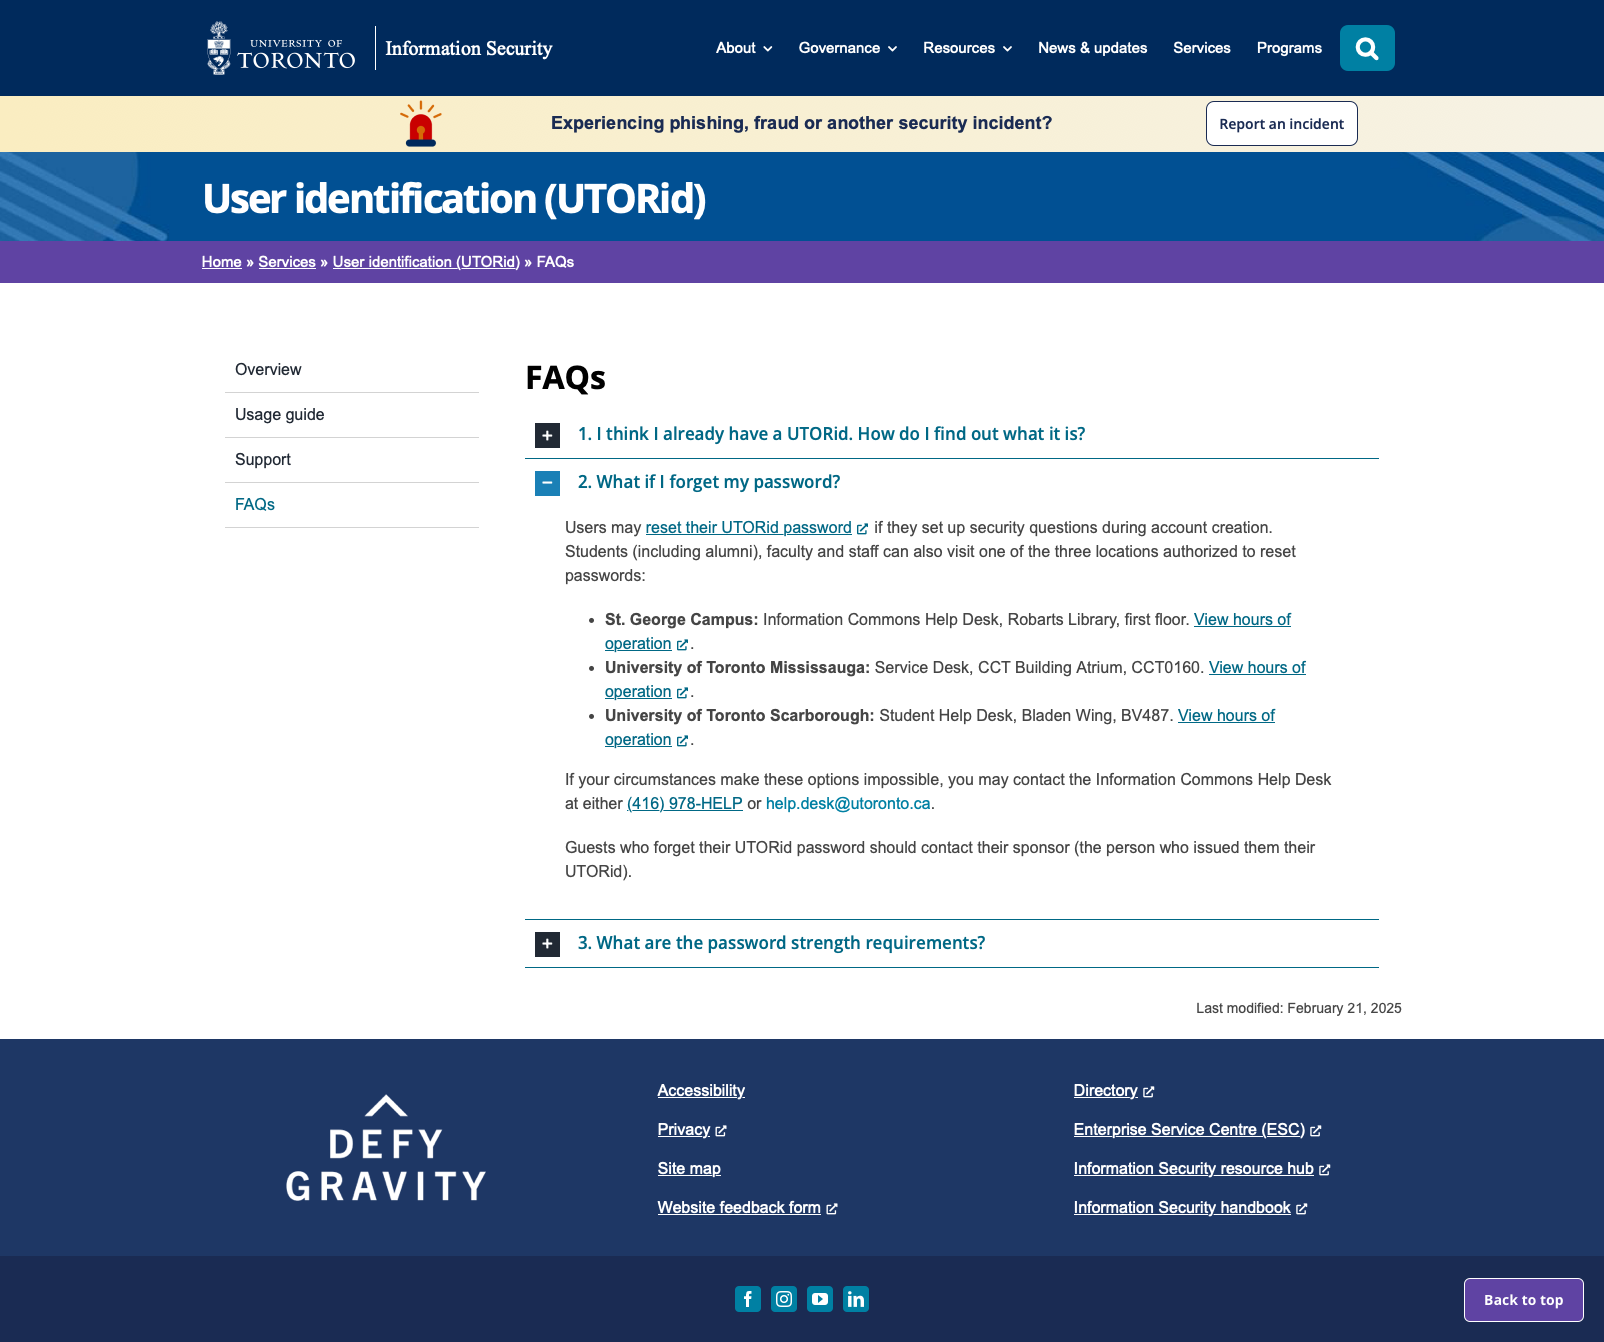 UNIVERSITY OF
TORONTO
Information Security
About
Governance
Resources
News & updates
Services
Programs
Experiencing phishing, fraud or another security incident?
Report an incident
User identification (UTORid)
Home » Services » User identification (UTORid) » FAQs
Overview
Usage guide
Support
FAQs
FAQs
1. I think I already have a UTORid. How do I find out what it is?
2. What if I forget my password?
Users may reset their UTORid password if they set up security questions during account creation.
Students (including alumni), faculty and staff can also visit one of the three locations authorized to reset
passwords:
• St. George Campus: Information Commons Help Desk, Robarts Library, first floor. View hours of
operation.
• University of Toronto Mississauga: Service Desk, CCT Building Atrium, CCT0160. View hours of
operation.
• University of Toronto Scarborough: Student Help Desk, Bladen Wing, BV487. View hours of
operation.
If your circumstances make these options impossible, you may contact the Information Commons Help Desk
at either (416) 978-HELP or help.desk@utoronto.ca.
Guests who forget their UTORid password should contact their sponsor (the person who issued them their
UTORid).
3. What are the password strength requirements?
Last modified: February 21, 2025
DEFY
GRAVITY
Accessibility
Privacy
Site map
Website feedback form
Directory
Enterprise Service Centre (ESC)
Information Security resource hub
Information Security handbook
Back to top